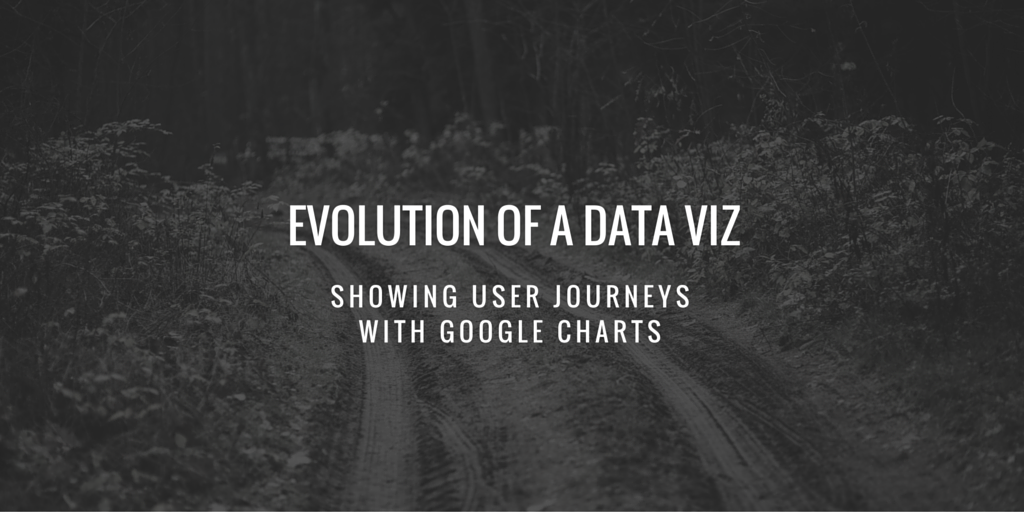 EVOLUTION OF A DATA VIZ
SHOWING USER JOURNEYS
WITH GOOGLE CHARTS